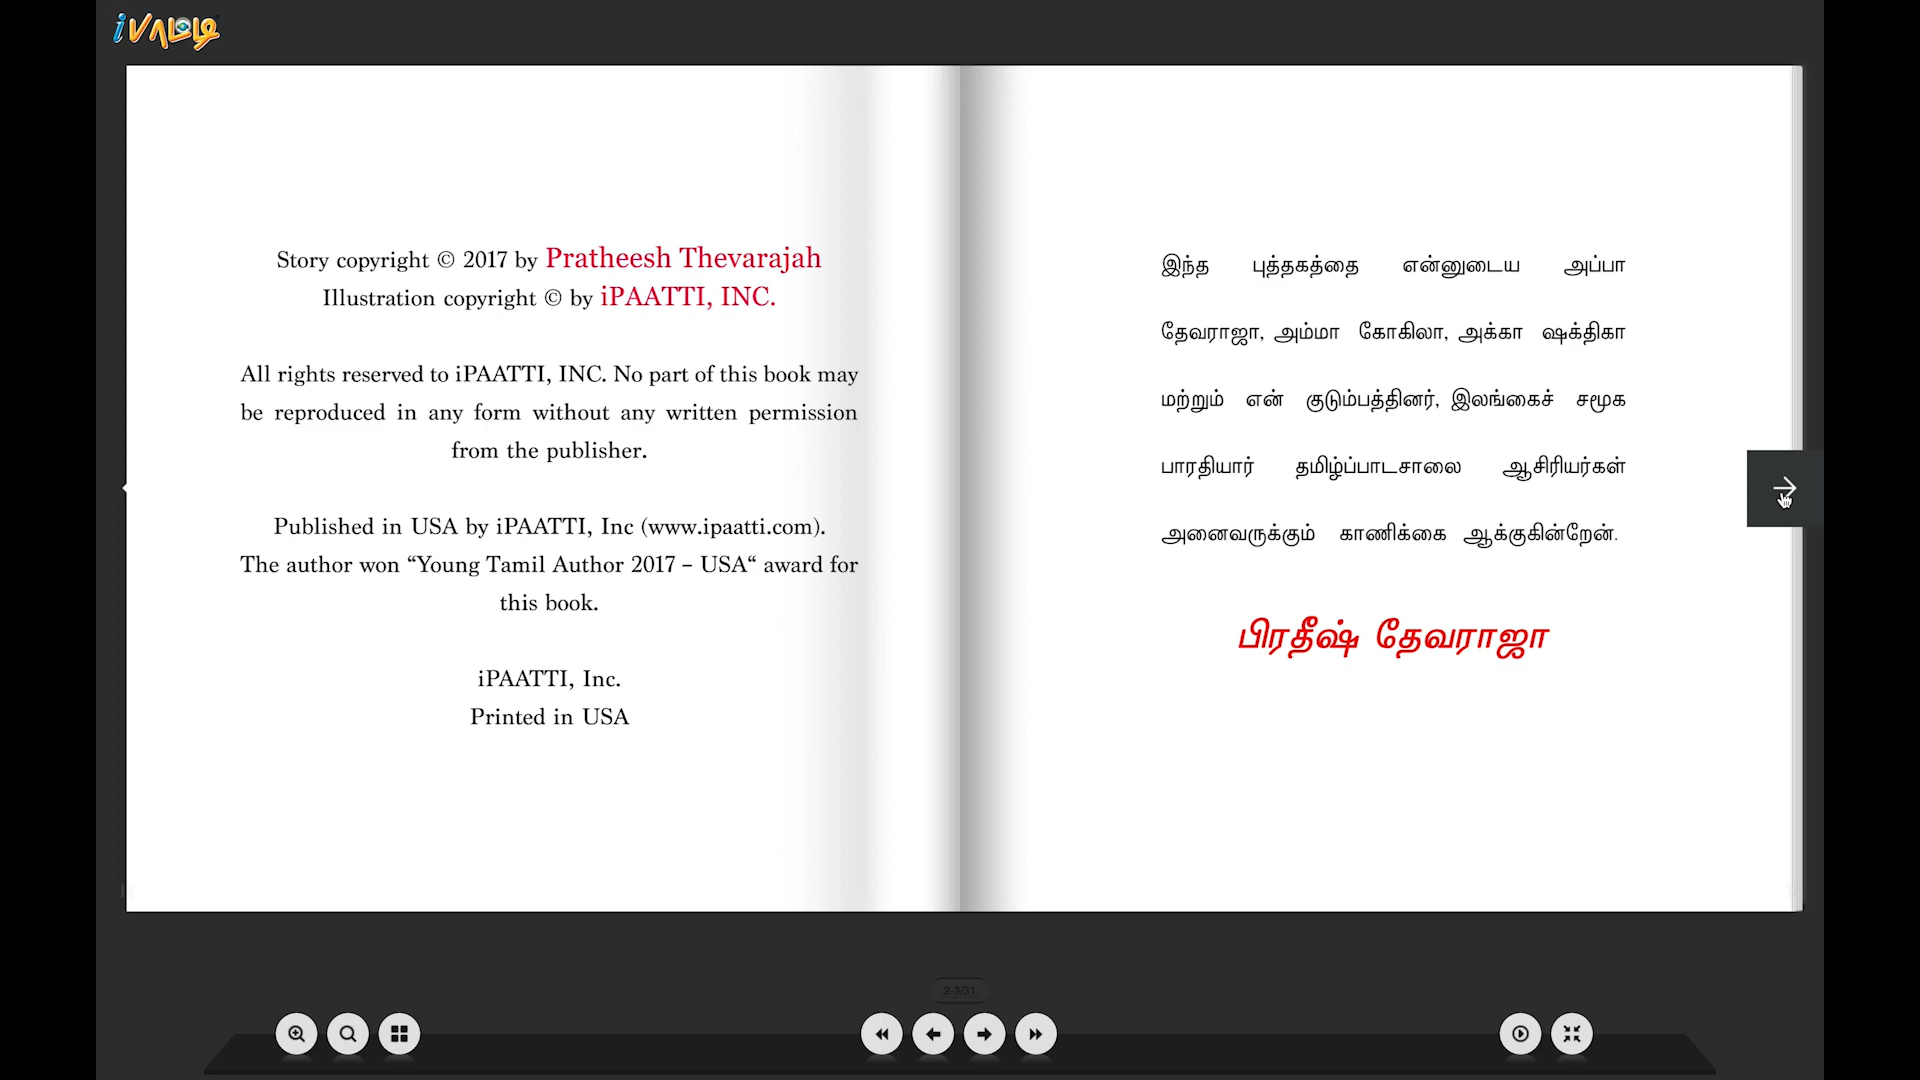 iபாட்டி
Story copyright © 2017 by Pratheesh Thevarajah
Illustration copyright © by iPAATTI, INC.
All rights reserved to iPAATTI, INC. No part of this book may
be reproduced in any form without any written permission
from the publisher.
Published in USA by iPAATTI, Inc (www.ipaatti.com).
The author won “Young Tamil Author 2017 – USA“ award for
this book.
iPAATTI, Inc.
Printed in USA
இந்த புத்தகத்தை என்னுடைய அப்பா
தேவராஜா, அம்மா கோகிலா, அக்கா ஷக்திகா
மற்றும் என் குடும்பத்தினர், இலங்கைச் சமூக
பாரதியார் தமிழ்ப்பாடசாலை ஆசிரியர்கள்
அனைவருக்கும் காணிக்கை ஆக்குகின்றேன்.
பிரதீஷ் தேவராஜா
2-3/31